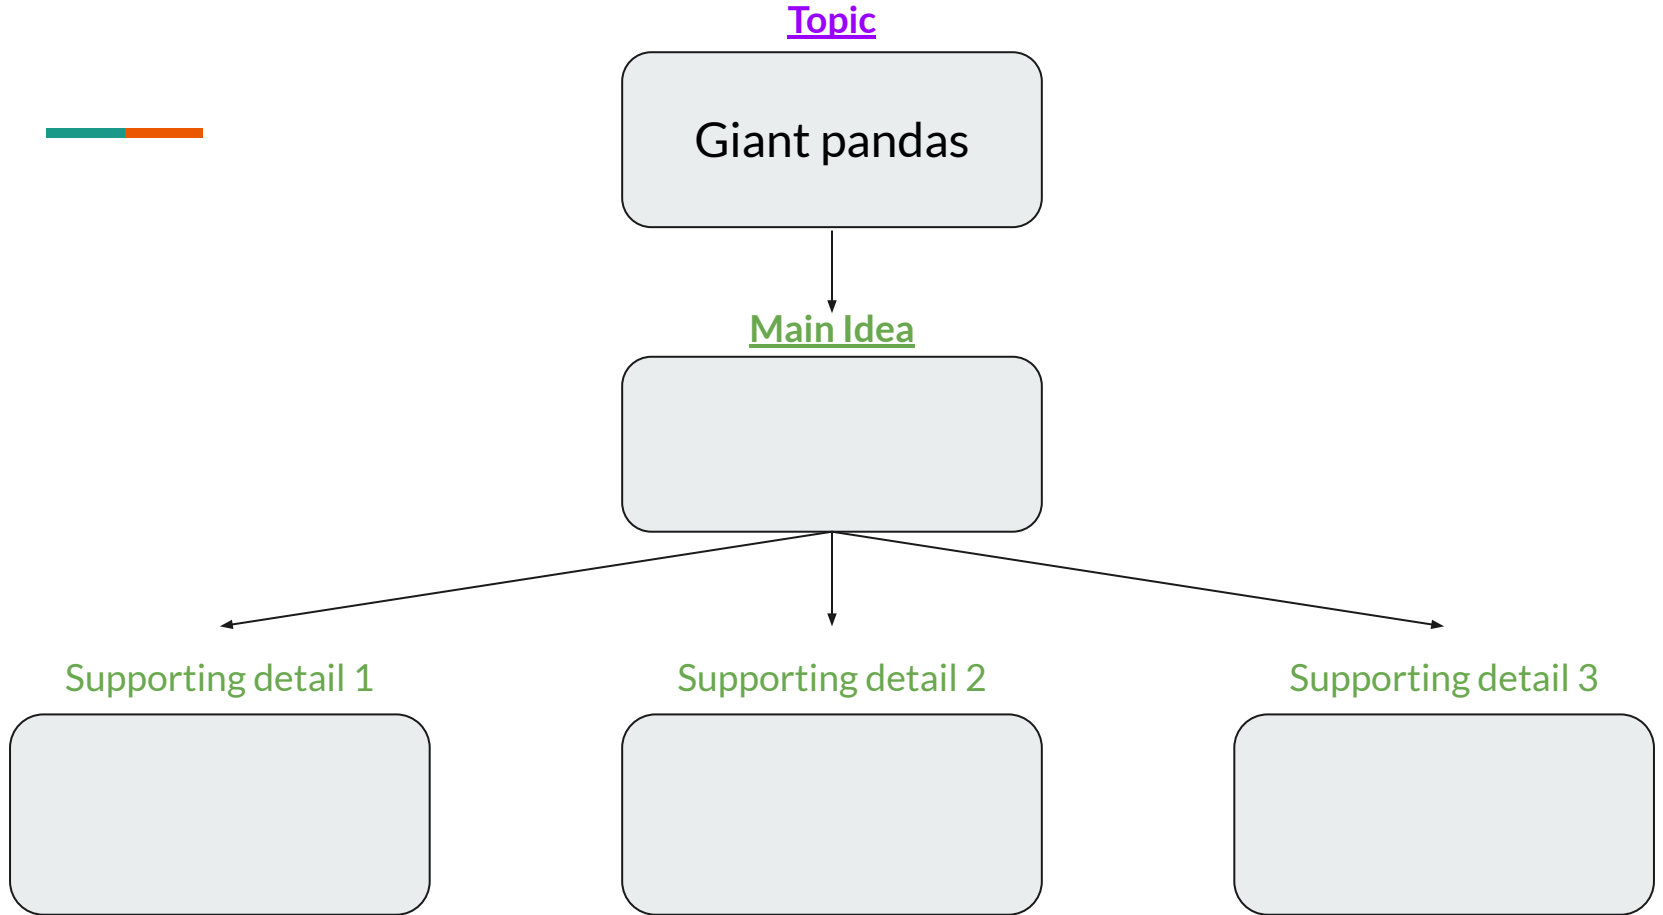 Topic
Giant pandas
Main Idea
Supporting detail 1
Supporting detail 2
Supporting detail 3